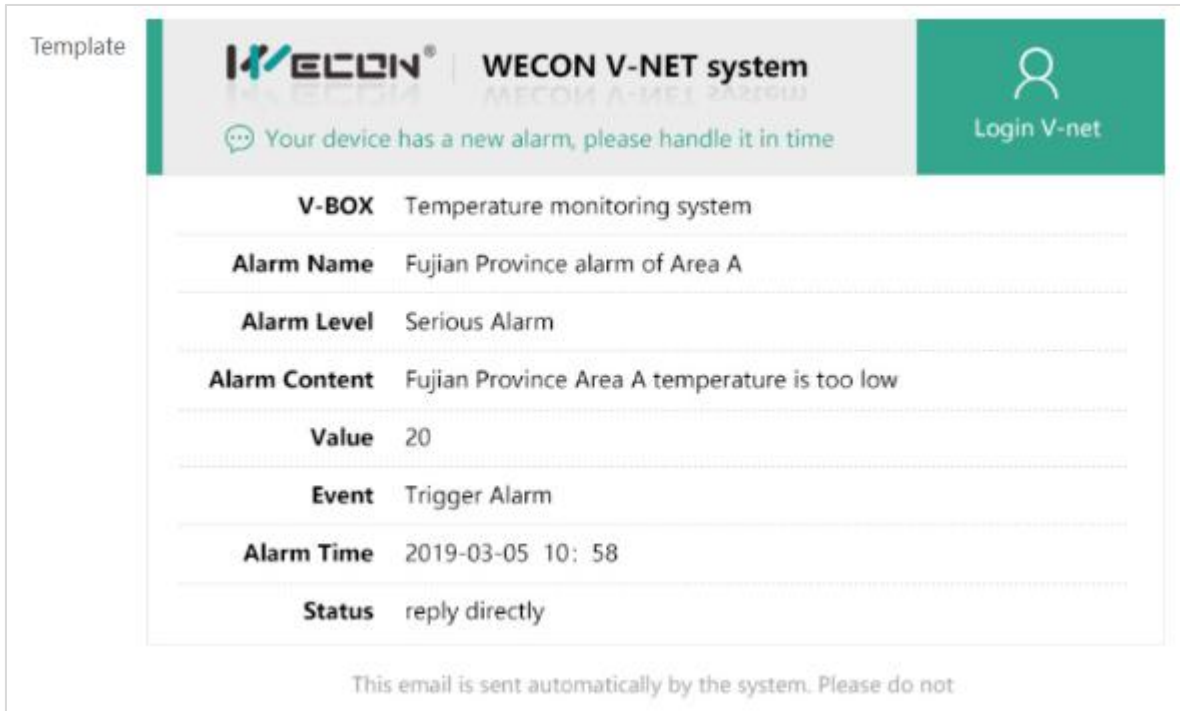 Template
WECON® WECON V-NET system
Your device has a new alarm, please handle it in time
Login V-net
V-BOX Temperature monitoring system
Alarm Name Fujian Province alarm of Area A
Alarm Level Serious Alarm
Alarm Content Fujian Province Area A temperature is too low
Value 20
Event Trigger Alarm
Alarm Time 2019-03-05 10: 58
Status reply directly
This email is sent automatically by the system. Please do not